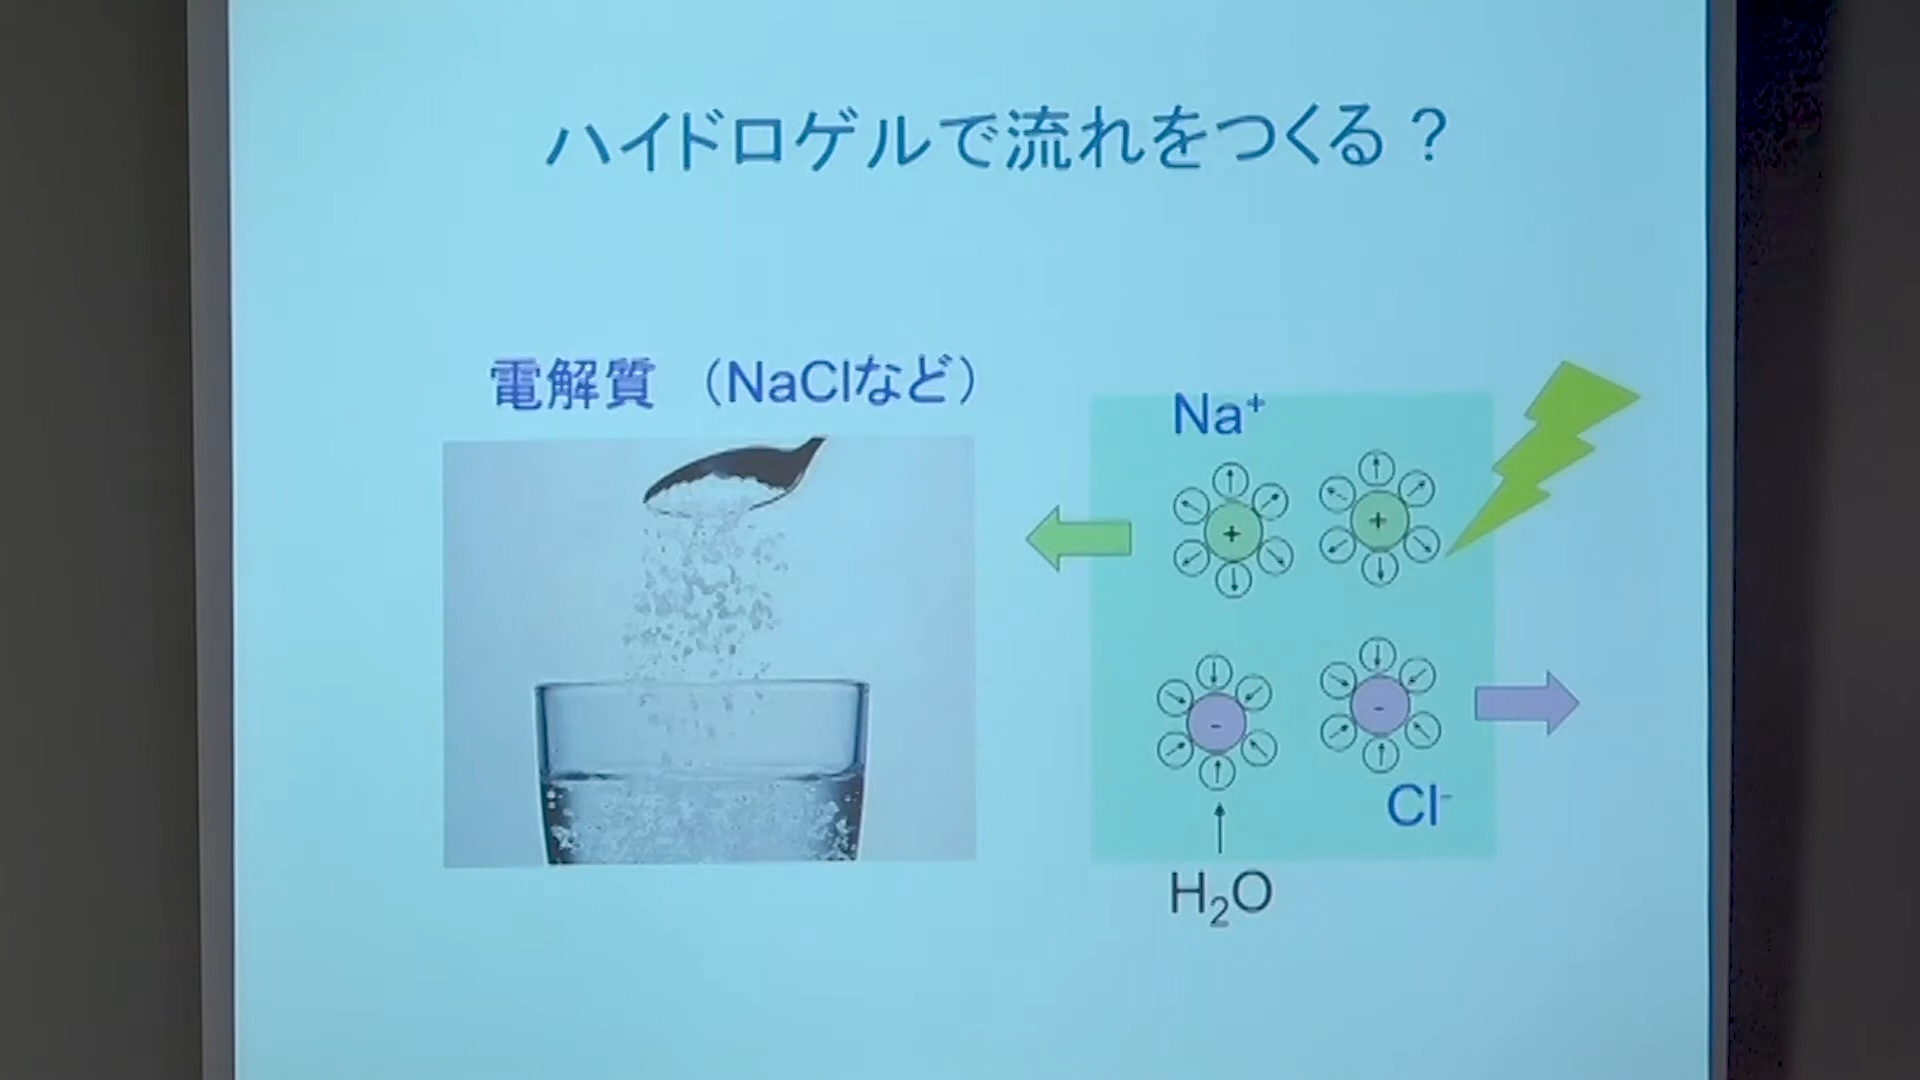 ハイドロゲルで流れをつくる？
電解質 （NaClなど）
Na⁺
+
+
-
-
Cl⁻
H₂O